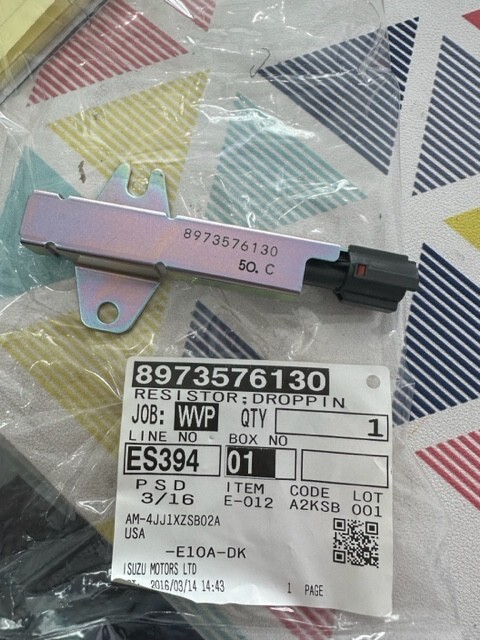 8973576130
50. C
8973576130
RESISTOR;DROPPIN
JOB: WVP QTY 1
LINE NO BOX NO
ES394 01
PSD ITEM CODE LOT
3/16 E-012 A2KSB 001
AM-4JJ1XZSB02A
USA
-E10A-DK
ISUZU MOTORS LTD
2016/03/14 14:43 1 PAGE